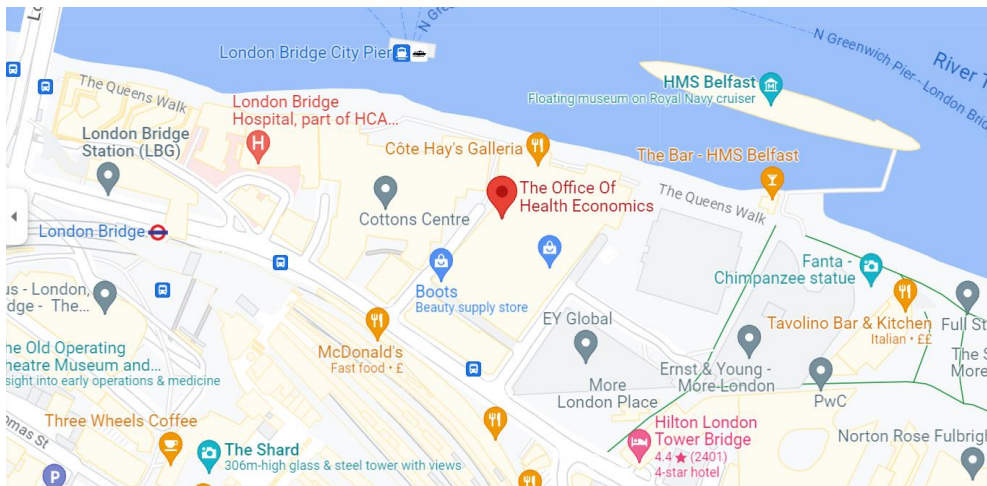 Lo
London Bridge City Pier
N Greenwich Pier - London Brid
River T
The Queens Walk
HMS Belfast
Floating museum on Royal Navy cruiser
London Bridge
Hospital, part of HCA...
London Bridge
Station (LBG)
Côte Hay's Galleria
The Bar - HMS Belfast
The Office Of
Health Economics
The Queens Walk
Cottons Centre
London Bridge
Fanta -
Chimpanzee statue
us - London,
dge - The...
Boots
Beauty supply store
EY Global
Tavolino Bar & Kitchen
Italian • ££
Full St
McDonald's
Fast food • £
he Old Operating
heatre Museum and...
sight into early operations & medicine
Ernst & Young -
More-London
The S
More
More
London Place
PwC
Three Wheels Coffee
Hilton London
Tower Bridge
4.4 ★ (2401)
4-star hotel
The Shard
306m-high glass & steel tower with views
Norton Rose Fulbrigh
omas St
P
H